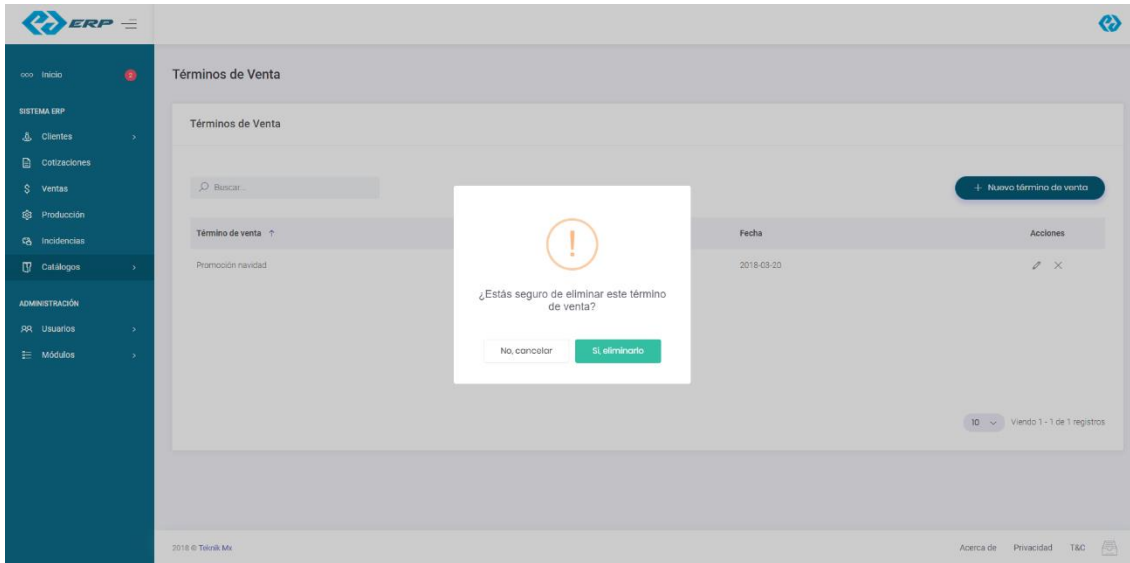 ERP
Inicio
2
SISTEMA ERP
Clientes
Cotizaciones
Ventas
Producción
Incidencias
Catálogos
ADMINISTRACIÓN
Usuarios
Módulos
Términos de Venta
Términos de Venta
Buscar...
+ Nuevo término de venta
Término de venta ↑ Fecha Acciones
Promoción navidad 2018-03-20
¿Estás seguro de eliminar este término
de venta?
No, cancelar Si, eliminarlo
10 Viendo 1 - 1 de 1 registros
2018 © Teknik Mx Acerca de Privacidad T&C